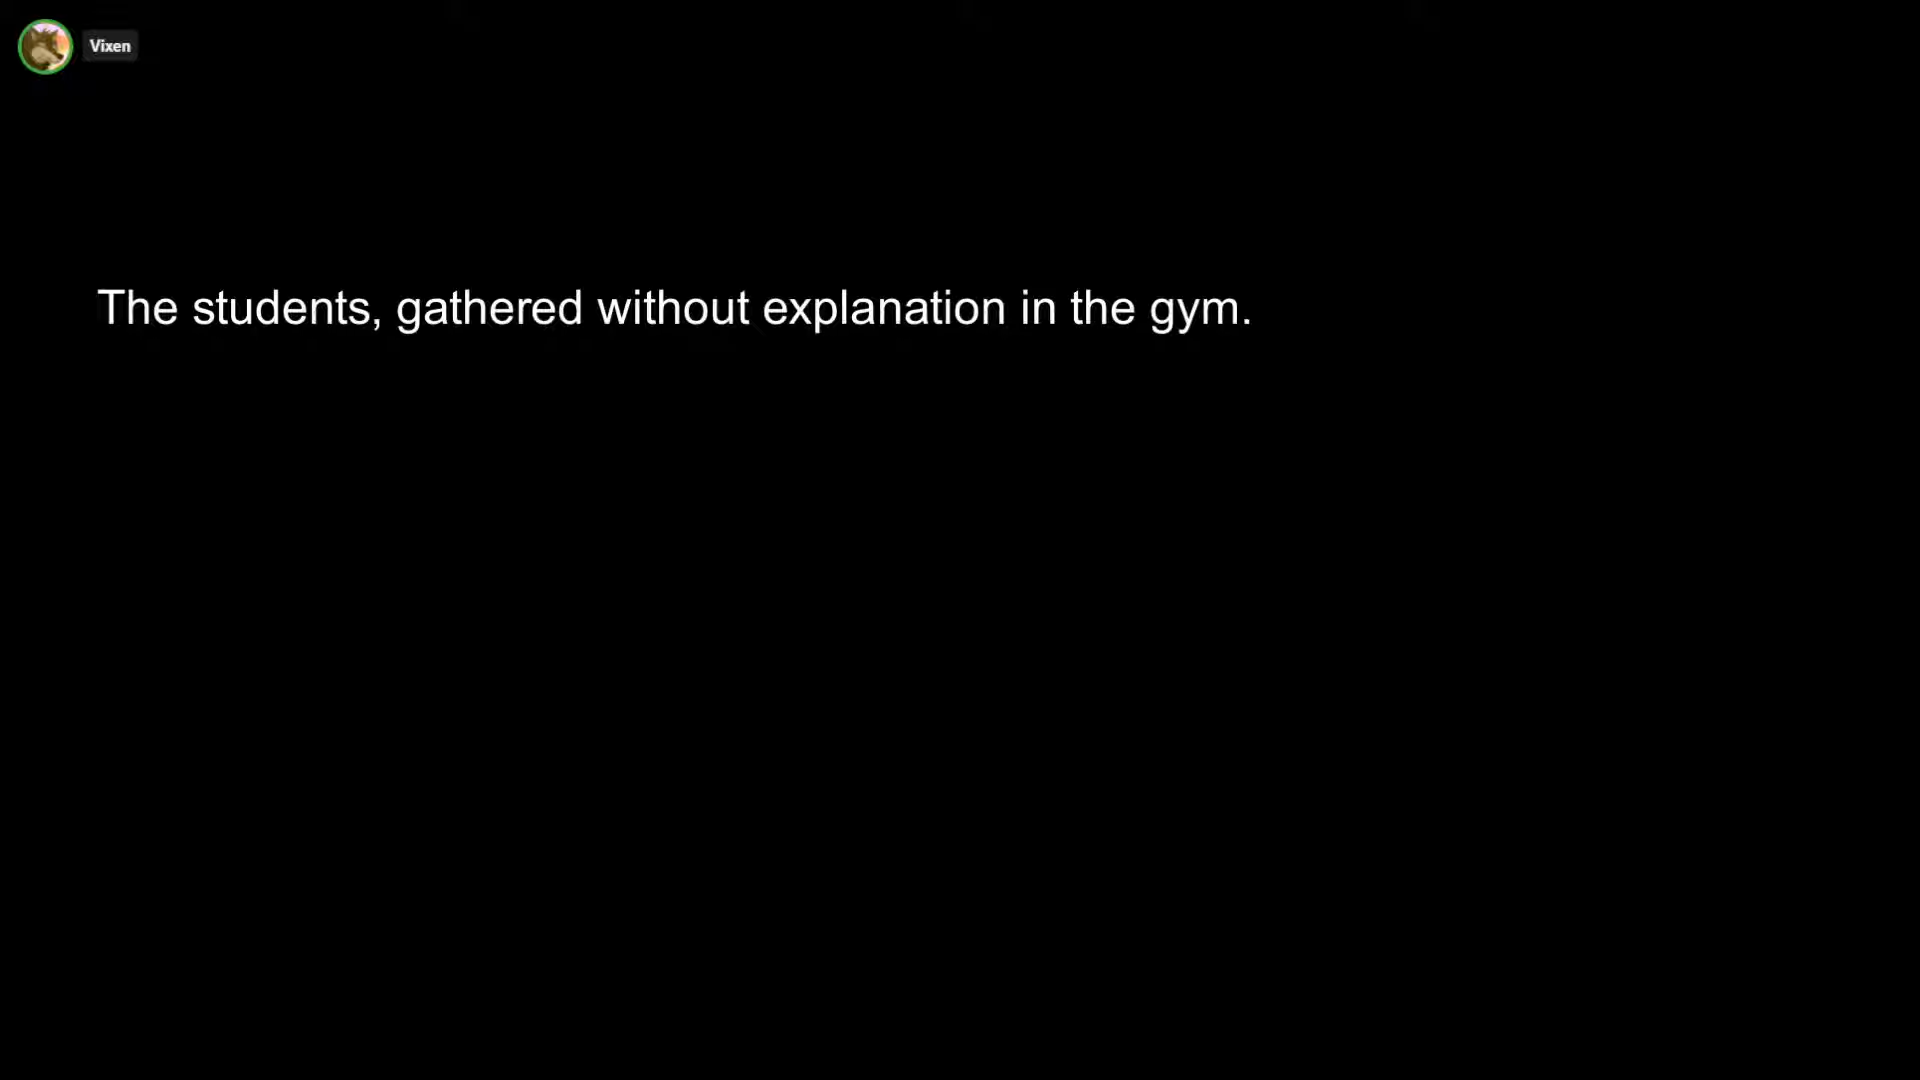 Vixen
The students, gathered without explanation in the gym.